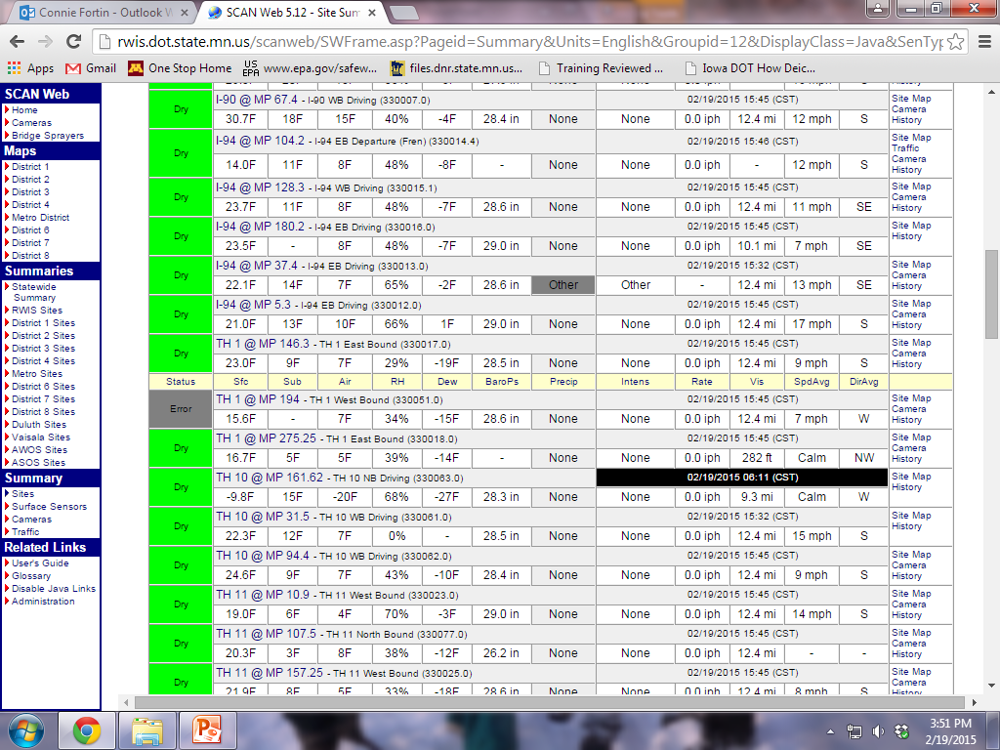 Connie Fortin - Outlook W
SCAN Web 5.12 - Site Sum
rwis.dot.state.mn.us/scanweb/SWFrame.asp?Pageid=Summary&Units=English&Groupid=12&DisplayClass=Java&SenTyp
Apps Gmail One Stop Home US EPA www.epa.gov/safew... files.dnr.state.mn.us... Training Reviewed ... Iowa DOT How Deic...
SCAN Web
Home
Cameras
Bridge Sprayers
Maps
District 1
District 2
District 3
District 4
Metro District
District 6
District 7
District 8
Summaries
Statewide
Summary
RWIS Sites
District 1 Sites
District 2 Sites
District 3 Sites
District 4 Sites
Metro Sites
District 6 Sites
District 7 Sites
District 8 Sites
Duluth Sites
Vaisala Sites
AWOS Sites
ASOS Sites
Summary
Sites
Surface Sensors
Cameras
Traffic
Related Links
User's Guide
Glossary
Disable Java Links
Administration
Dry I-90 @ MP 67.4 - I-90 WB Driving (330007.0) 02/19/2015 15:45 (CST) Site Map Camera History
30.7F 18F 15F 40% -4F 28.4 in None None 0.0 iph 12.4 mi 12 mph S
Dry I-94 @ MP 104.2 - I-94 EB Departure (Fren) (330014.4) 02/19/2015 15:46 (CST) Site Map Traffic Camera History
14.0F 11F 8F 48% -8F - None None 0.0 iph - 12 mph S
Dry I-94 @ MP 128.3 - I-94 WB Driving (330015.1) 02/19/2015 15:45 (CST) Site Map Camera History
23.7F 11F 8F 48% -7F 28.6 in None None 0.0 iph 12.4 mi 11 mph SE
Dry I-94 @ MP 180.2 - I-94 EB Driving (330016.0) 02/19/2015 15:45 (CST) Site Map History
23.5F - 8F 48% -7F 29.0 in None None 0.0 iph 10.1 mi 7 mph SE
Dry I-94 @ MP 37.4 - I-94 EB Driving (330013.0) 02/19/2015 15:32 (CST) Site Map Camera History
22.1F 14F 7F 65% -2F 28.6 in Other Other - 12.4 mi 13 mph SE
Dry I-94 @ MP 5.3 - I-94 EB Driving (330012.0) 02/19/2015 15:45 (CST) Site Map Camera History
21.0F 13F 10F 66% 1F 29.0 in None None 0.0 iph 12.4 mi 17 mph S
Dry TH 1 @ MP 146.3 - TH 1 East Bound (330017.0) 02/19/2015 15:45 (CST) Site Map Camera History
23.0F 9F 7F 29% -19F 28.5 in None None 0.0 iph 12.4 mi 9 mph S
Status Sfc Sub Air RH Dew BaroPs Precip Intens Rate Vis SpdAvg DirAvg
Error TH 1 @ MP 194 - TH 1 West Bound (330051.0) 02/19/2015 15:45 (CST) Site Map Camera History
15.6F - 7F 34% -15F 28.6 in None None 0.0 iph 12.4 mi 7 mph W
Dry TH 1 @ MP 275.25 - TH 1 East Bound (330018.0) 02/19/2015 15:45 (CST) Site Map Camera History
16.7F 5F 5F 39% -14F - None None 0.0 iph 282 ft Calm NW
Dry TH 10 @ MP 161.62 - TH 10 NB Driving (330063.0) 02/19/2015 06:11 (CST) Site Map History
-9.8F 15F -20F 68% -27F 28.3 in None None 0.0 iph 9.3 mi Calm W
Dry TH 10 @ MP 31.5 - TH 10 WB Driving (330061.0) 02/19/2015 15:32 (CST) Site Map History
22.3F 12F 7F 0% - 28.5 in None None 0.0 iph 12.4 mi 15 mph S
Dry TH 10 @ MP 94.4 - TH 10 WB Driving (330062.0) 02/19/2015 15:45 (CST) Site Map Camera History
24.6F 9F 7F 43% -10F 28.4 in None None 0.0 iph 12.4 mi 9 mph S
Dry TH 11 @ MP 10.9 - TH 11 West Bound (330023.0) 02/19/2015 15:45 (CST) Site Map Camera History
19.0F 6F 4F 70% -3F 29.0 in None None 0.0 iph 12.4 mi 14 mph S
Dry TH 11 @ MP 107.5 - TH 11 North Bound (330077.0) 02/19/2015 15:45 (CST) Site Map Camera History
20.3F 3F 8F 38% -12F 26.2 in None None 0.0 iph 12.4 mi - -
Dry TH 11 @ MP 157.25 - TH 11 West Bound (330025.0) 02/19/2015 15:45 (CST) Site Map Camera History
21.9F 8F 5F 33% -18F 28.6 in None None 0.0 iph 12.4 mi 8 mph S
3:51 PM
2/19/2015